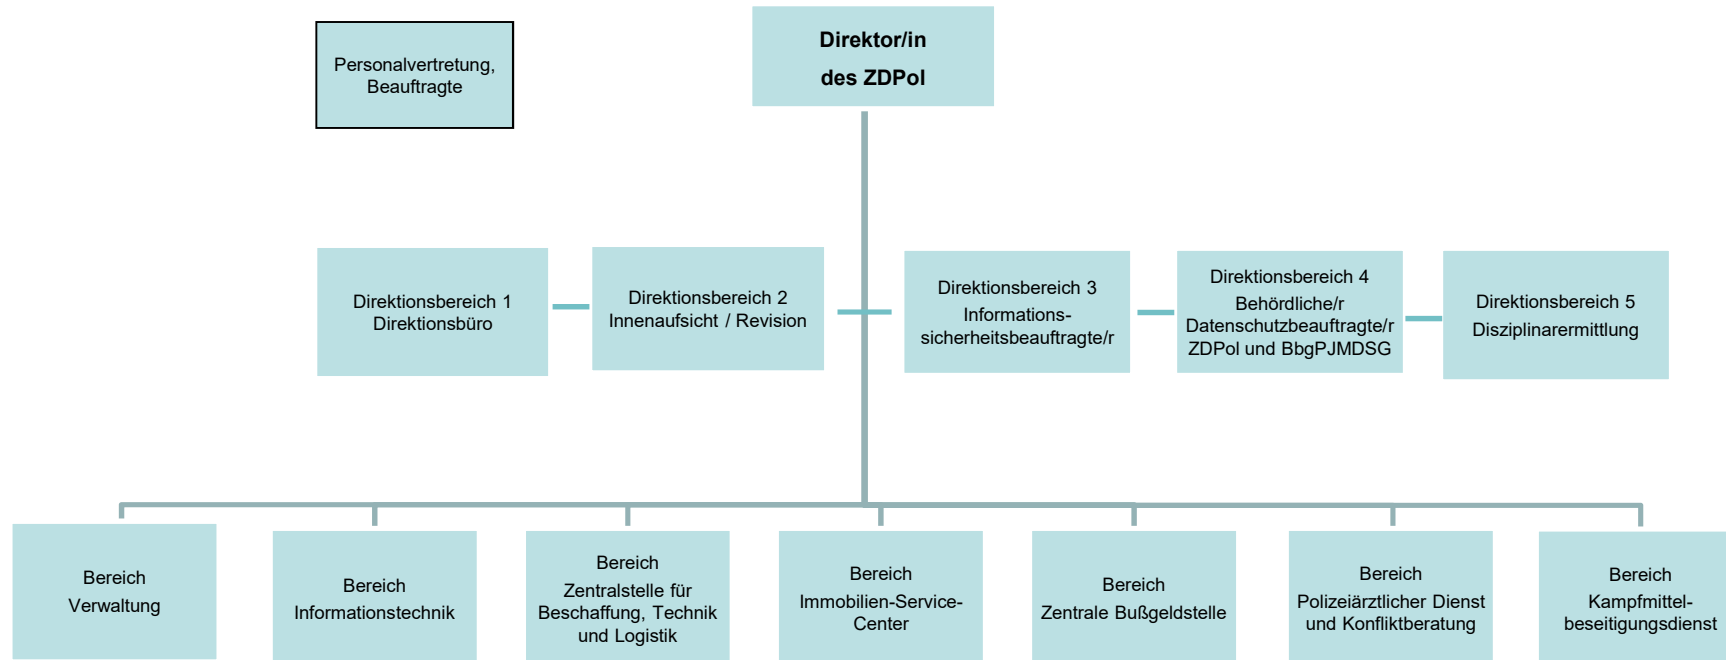 Personalvertretung,
Beauftragte
Direktor/in
des ZDPol
Direktionsbereich 1
Direktionsbüro
Direktionsbereich 2
Innenaufsicht / Revision
Direktionsbereich 3
Informations-
sicherheitsbeauftragte/r
Direktionsbereich 4
Behördliche/r
Datenschutzbeauftragte/r
ZDPol und BbgPJMDSG
Direktionsbereich 5
Disziplinarermittlung
Bereich
Verwaltung
Bereich
Informationstechnik
Bereich
Zentralstelle für
Beschaffung, Technik
und Logistik
Bereich
Immobilien-Service-
Center
Bereich
Zentrale Bußgeldstelle
Bereich
Polizeiärztlicher Dienst
und Konfliktberatung
Bereich
Kampfmittel-
beseitigungsdienst